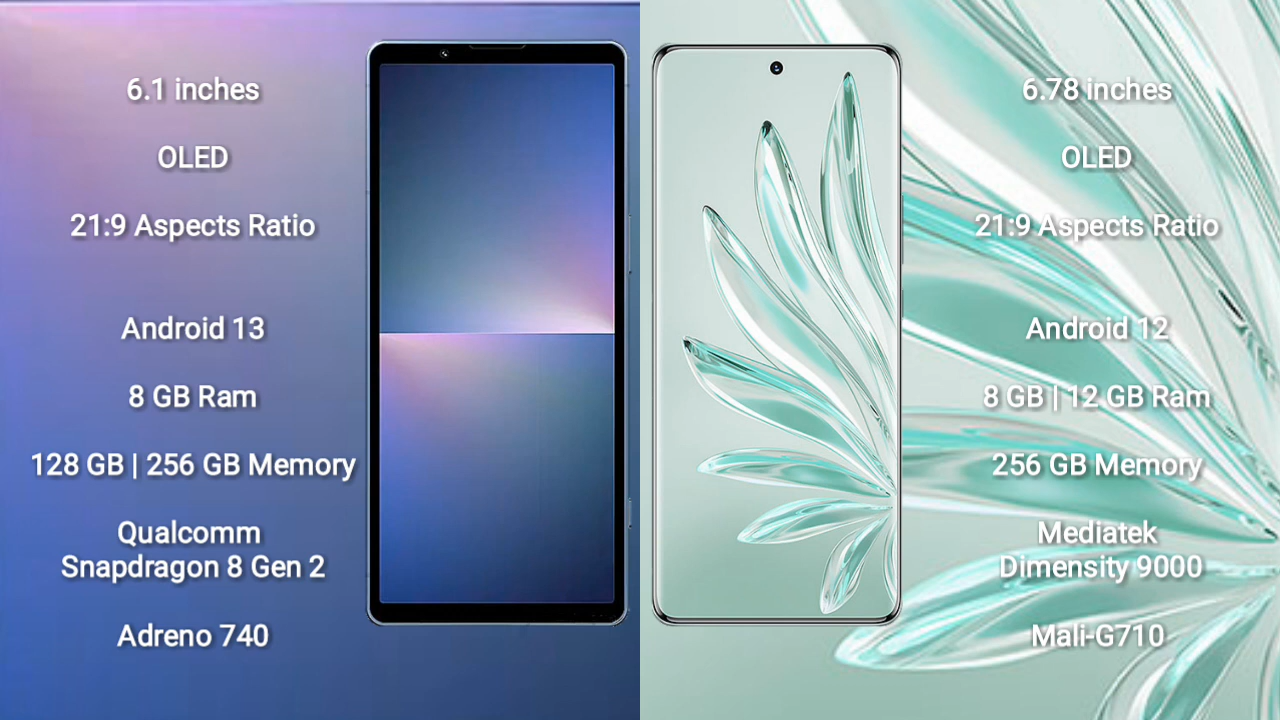 6.1 inches
OLED
21:9 Aspects Ratio
Android 13
8 GB Ram
128 GB | 256 GB Memory
Qualcomm
Snapdragon 8 Gen 2
Adreno 740
6.78 inches
OLED
21:9 Aspects Ratio
Android 12
8 GB | 12 GB Ram
256 GB Memory
Mediatek
Dimensity 9000
Mali-G710